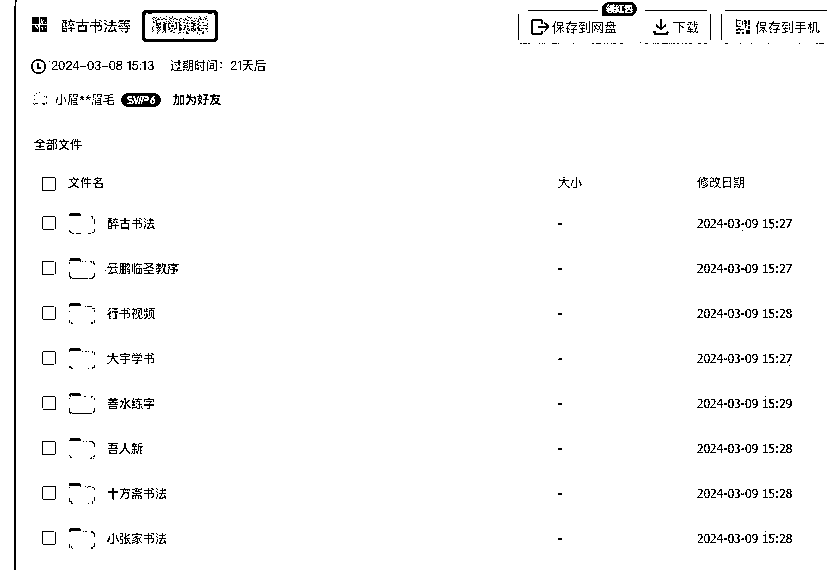 领红包
醉古书法等 保存到网盘 下载 保存到手机
2024-03-08 15:13 过期时间：21天后
小眉**眉毛 SVIP6 加为好友
全部文件
文件名 大小 修改日期
醉古书法 - 2024-03-09 15:27
云鹏临圣教序 - 2024-03-09 15:27
行书视频 - 2024-03-09 15:28
大宇学书 - 2024-03-09 15:27
善水练字 - 2024-03-09 15:29
吾人新 - 2024-03-09 15:28
十方斋书法 - 2024-03-09 15:28
小张家书法 - 2024-03-09 15:28